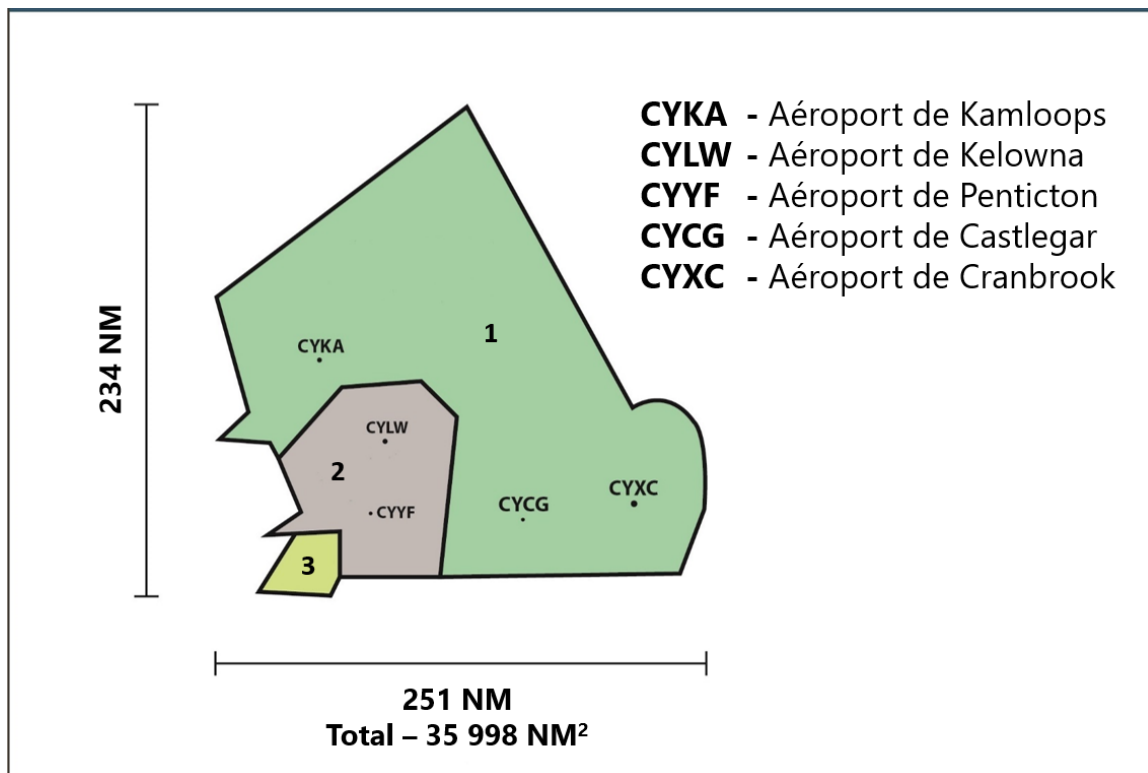 CYKA - Aéroport de Kamloops
CYLW - Aéroport de Kelowna
CYYF - Aéroport de Penticton
CYCG - Aéroport de Castlegar
CYXC - Aéroport de Cranbrook
234 NM
1
CYKA
CYLW
2
CYYF
CYCG
CYXC
3
251 NM
Total – 35 998 NM²